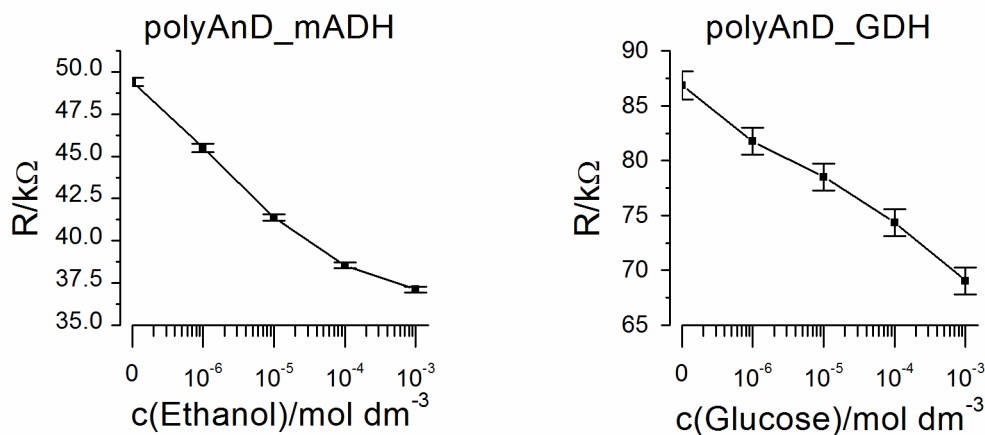 polyAnD_mADH
R/kΩ
50.0
47.5
45.0
42.5
40.0
37.5
35.0
0 10⁻⁶ 10⁻⁵ 10⁻⁴ 10⁻³
c(Ethanol)/mol dm⁻³
polyAnD_GDH
R/kΩ
90
85
80
75
70
65
0 10⁻⁶ 10⁻⁵ 10⁻⁴ 10⁻³
c(Glucose)/mol dm⁻³